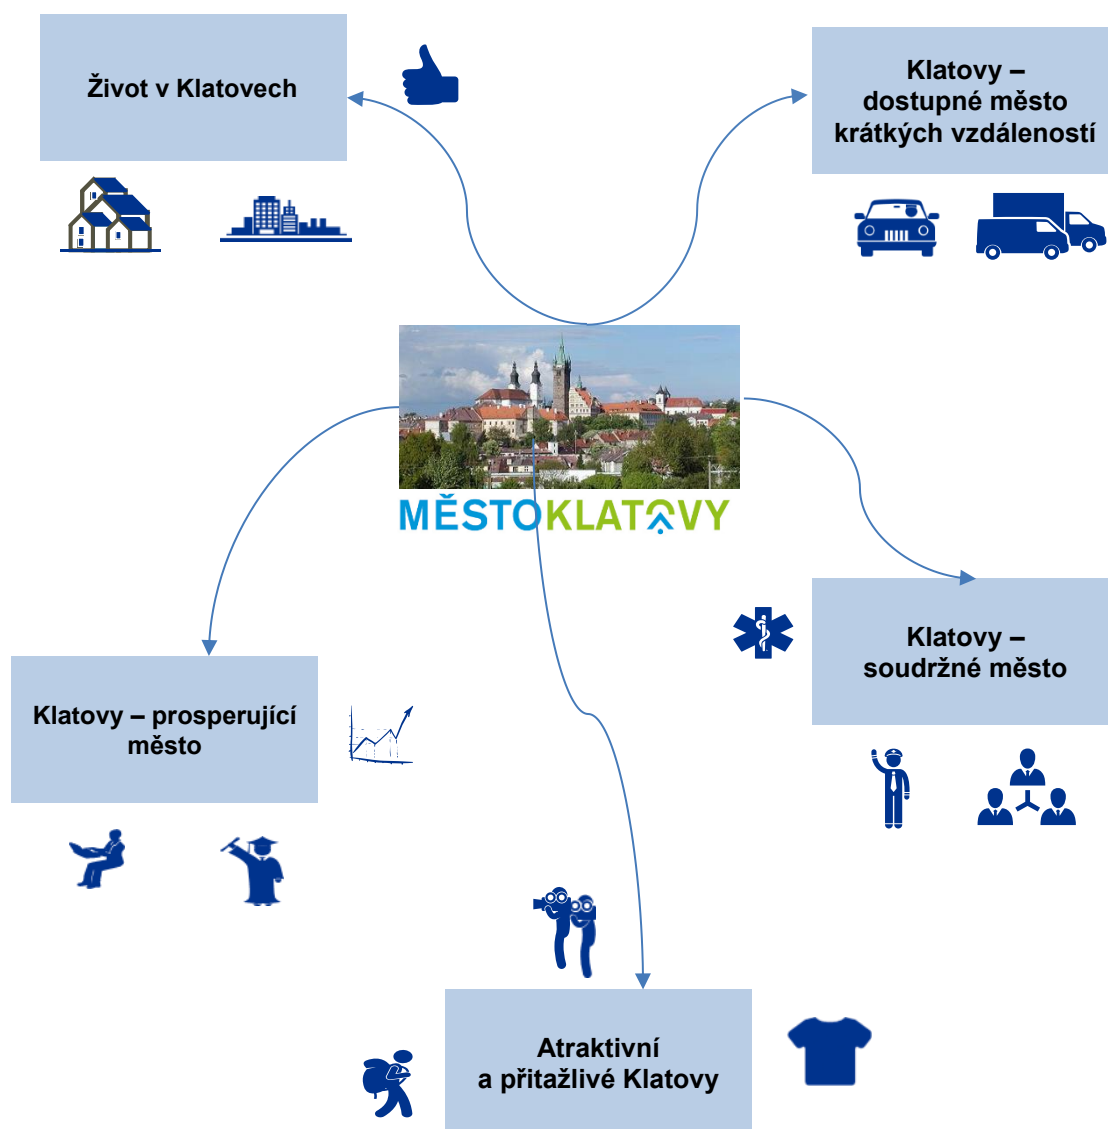 Život v Klatovech
Klatovy –
dostupné město
krátkých vzdáleností
MĚSTOKLATOVY
Klatovy –
soudržné město
Klatovy – prosperující
město
Atraktivní
a přitažlivé Klatovy